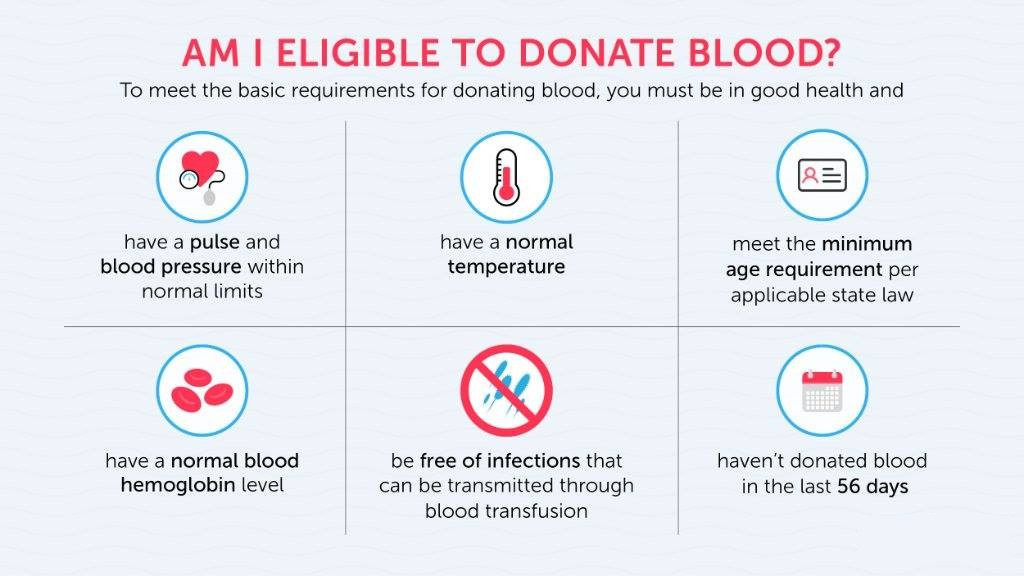 AM I ELIGIBLE TO DONATE BLOOD?
To meet the basic requirements for donating blood, you must be in good health and
have a pulse and
blood pressure within
normal limits
have a normal
temperature
meet the minimum
age requirement per
applicable state law
have a normal blood
hemoglobin level
be free of infections that
can be transmitted through
blood transfusion
haven’t donated blood
in the last 56 days